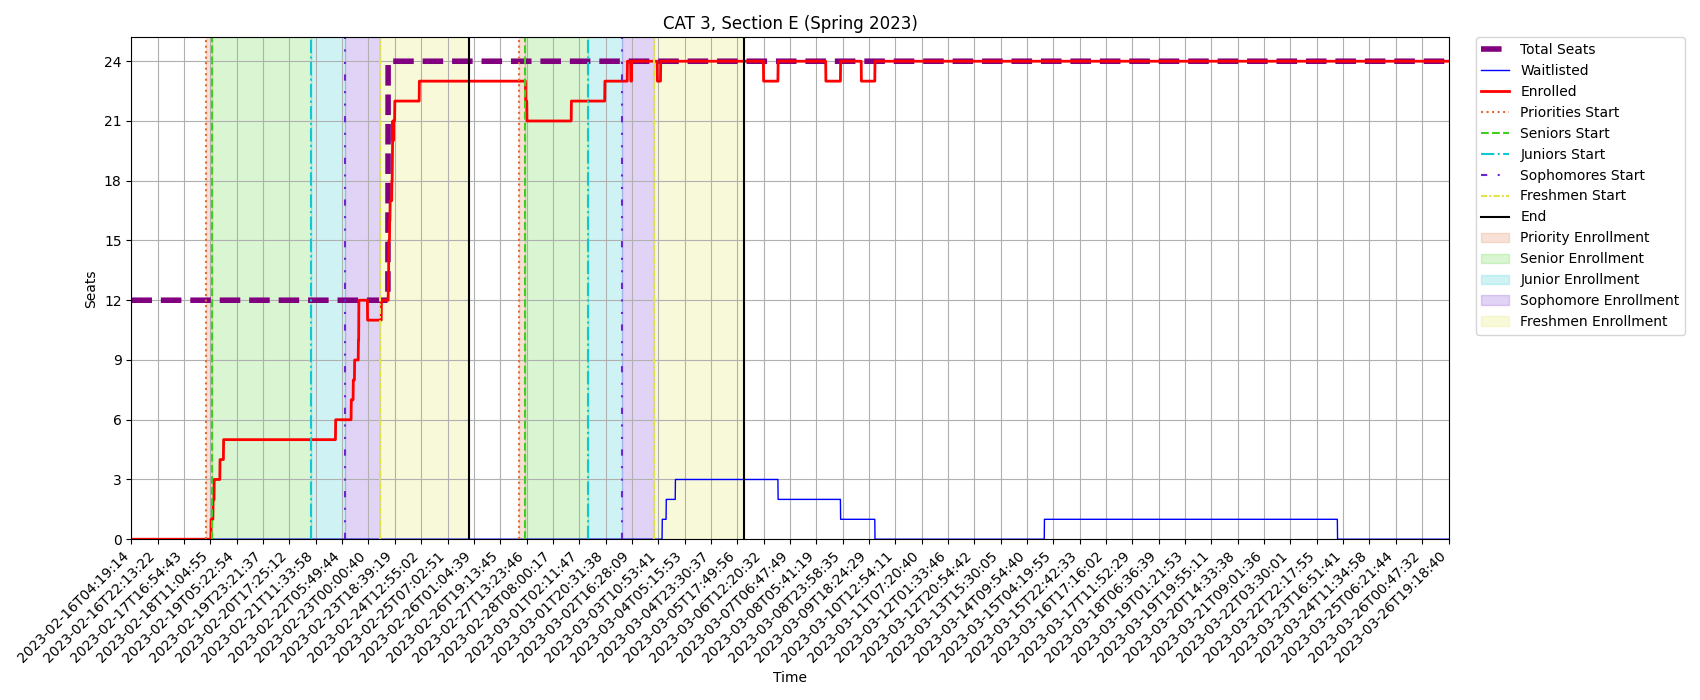 CAT 3, Section E (Spring 2023)
Seats
24
21
18
15
12
9
6
3
0
2023-02-16T04:19:14
2023-02-16T22:13:22
2023-02-17T16:54:43
2023-02-18T11:04:55
2023-02-19T05:22:54
2023-02-19T23:21:37
2023-02-20T17:25:12
2023-02-21T11:33:58
2023-02-22T05:49:44
2023-02-23T00:00:40
2023-02-23T18:39:19
2023-02-24T12:55:02
2023-02-25T07:02:51
2023-02-26T01:04:39
2023-02-26T19:13:45
2023-02-27T13:23:46
2023-02-28T08:00:17
2023-03-01T02:11:47
2023-03-01T20:31:38
2023-03-02T16:28:09
2023-03-03T10:53:41
2023-03-04T05:15:53
2023-03-04T23:30:37
2023-03-05T17:49:56
2023-03-06T12:20:32
2023-03-07T06:47:49
2023-03-08T05:41:19
2023-03-08T23:58:35
2023-03-09T18:24:29
2023-03-10T12:54:11
2023-03-11T07:20:40
2023-03-12T01:33:46
2023-03-12T20:54:42
2023-03-13T15:30:05
2023-03-14T09:54:40
2023-03-15T04:19:55
2023-03-15T22:42:33
2023-03-16T17:16:02
2023-03-17T11:52:29
2023-03-18T06:36:39
2023-03-19T01:21:53
2023-03-19T19:55:11
2023-03-20T14:33:38
2023-03-21T09:01:36
2023-03-22T03:30:01
2023-03-22T22:17:55
2023-03-23T16:51:41
2023-03-24T11:34:58
2023-03-25T06:21:44
2023-03-26T00:47:32
2023-03-26T19:18:40
Time
Total Seats
Waitlisted
Enrolled
Priorities Start
Seniors Start
Juniors Start
Sophomores Start
Freshmen Start
End
Priority Enrollment
Senior Enrollment
Junior Enrollment
Sophomore Enrollment
Freshmen Enrollment